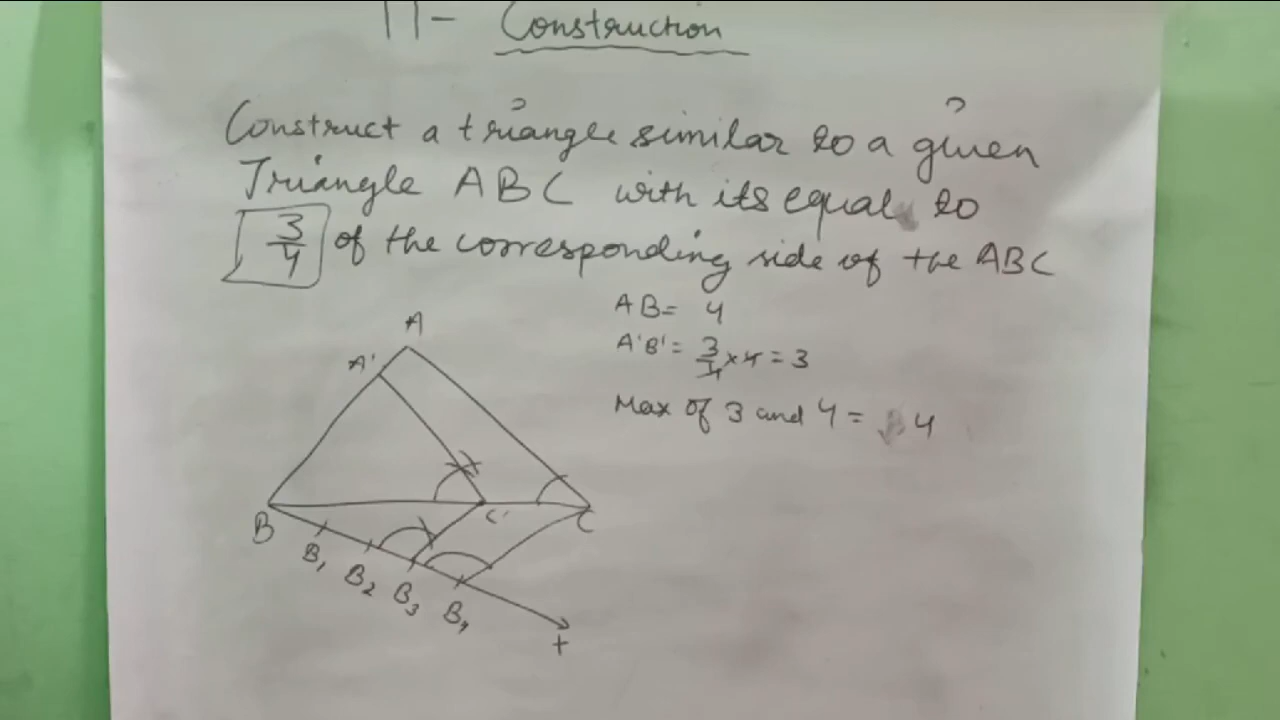 11- Construction
Construct a triangle similar to a given
Triangle ABC with its equal to
3/4 of the corresponding side of the ABC
AB= 4
A'B' = 3/4 × 4 = 3
Max of 3 and 4 = 4
A
A'
B
C'
C
B1
B2
B3
B4